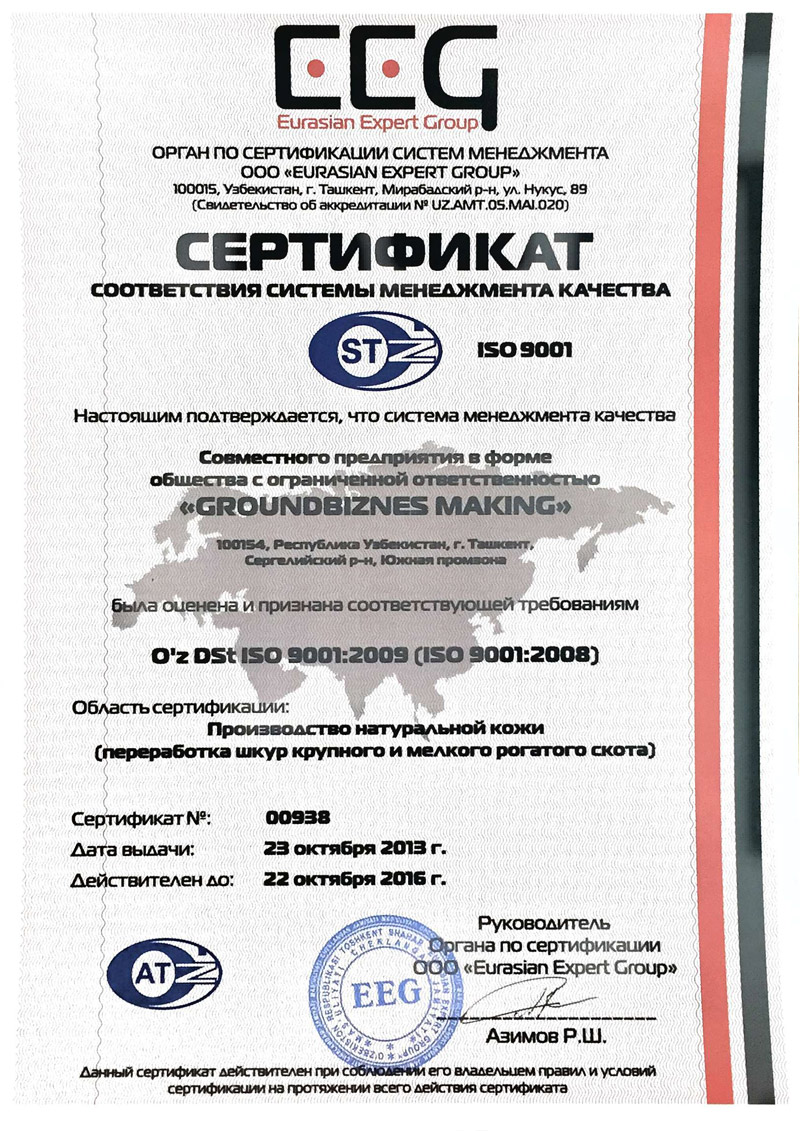 EEG
Eurasian Expert Group
ОРГАН ПО СЕРТИФИКАЦИИ СИСТЕМ МЕНЕДЖМЕНТА
ООО «EURASIAN EXPERT GROUP»
100015, Узбекистан, г. Ташкент, Мирабадский р-н, ул. Нукус, 89
(Свидетельство об аккредитации № UZ.AMT.05.MAI.020)
СЕРТИФИКАТ
СООТВЕТСТВИЯ СИСТЕМЫ МЕНЕДЖМЕНТА КАЧЕСТВА
ST
ISO 9001
Настоящим подтверждается, что система менеджмента качества
Совместного предприятия в форме
общества с ограниченной ответственностью
«GROUNDBIZNES MAKING»
100154, Республика Узбекистан, г. Ташкент,
Сергелийский р-н, Южная промзона
была оценена и признана соответствующей требованиям
O'z DSt ISO 9001:2009 (ISO 9001:2008)
Область сертификации:
Производство натуральной кожи
(переработка шкур крупного и мелкого рогатого скота)
Сертификат №: 00938
Дата выдачи: 23 октября 2013 г.
Действителен до: 22 октября 2016 г.
Руководитель
Органа по сертификации
ООО «Eurasian Expert Group»
AT
EEG
Азимов Р.Ш.
Данный сертификат действителен при соблюдении его владельцем правил и условий
сертификации на протяжении всего действия сертификата